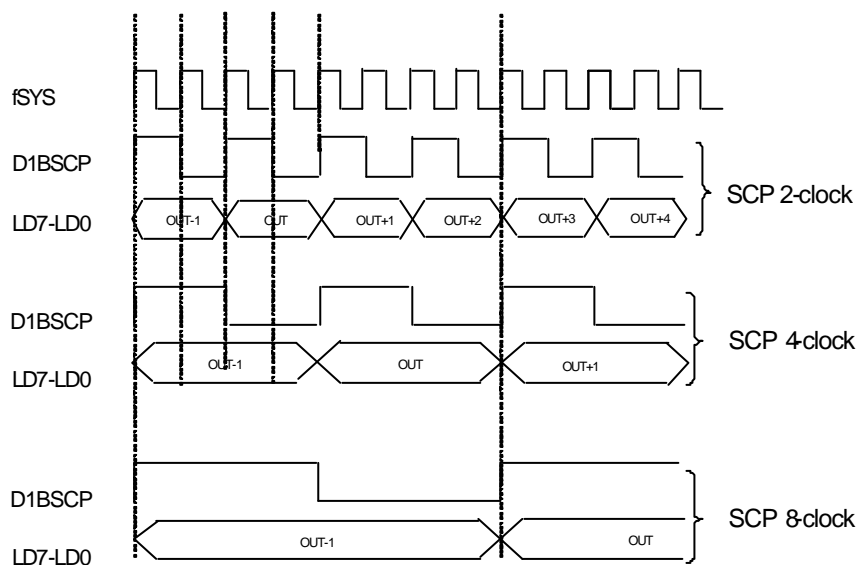 fSYS
D1BSCP
LD7-LD0
OUT-1 OUT OUT+1 OUT+2 OUT+3 OUT+4
SCP 2-clock
D1BSCP
LD7-LD0
OUT-1 OUT OUT+1
SCP 4-clock
D1BSCP
LD7-LD0
OUT-1 OUT
SCP 8-clock